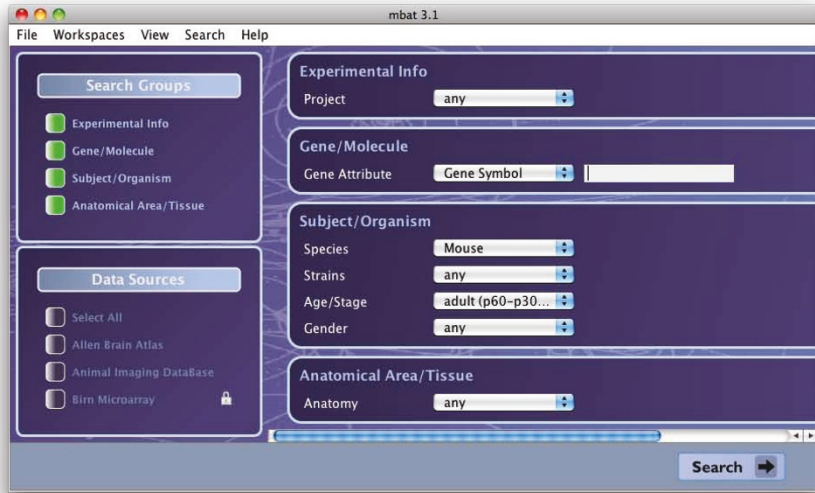 mbat 3.1
File Workspaces View Search Help
Search Groups
Experimental Info
Gene/Molecule
Subject/Organism
Anatomical Area/Tissue
Data Sources
Select All
Allen Brain Atlas
Animal Imaging DataBase
Birn Microarray
Experimental Info
Project any
Gene/Molecule
Gene Attribute Gene Symbol
Subject/Organism
Species Mouse
Strains any
Age/Stage adult (p60-p30...
Gender any
Anatomical Area/Tissue
Anatomy any
Search